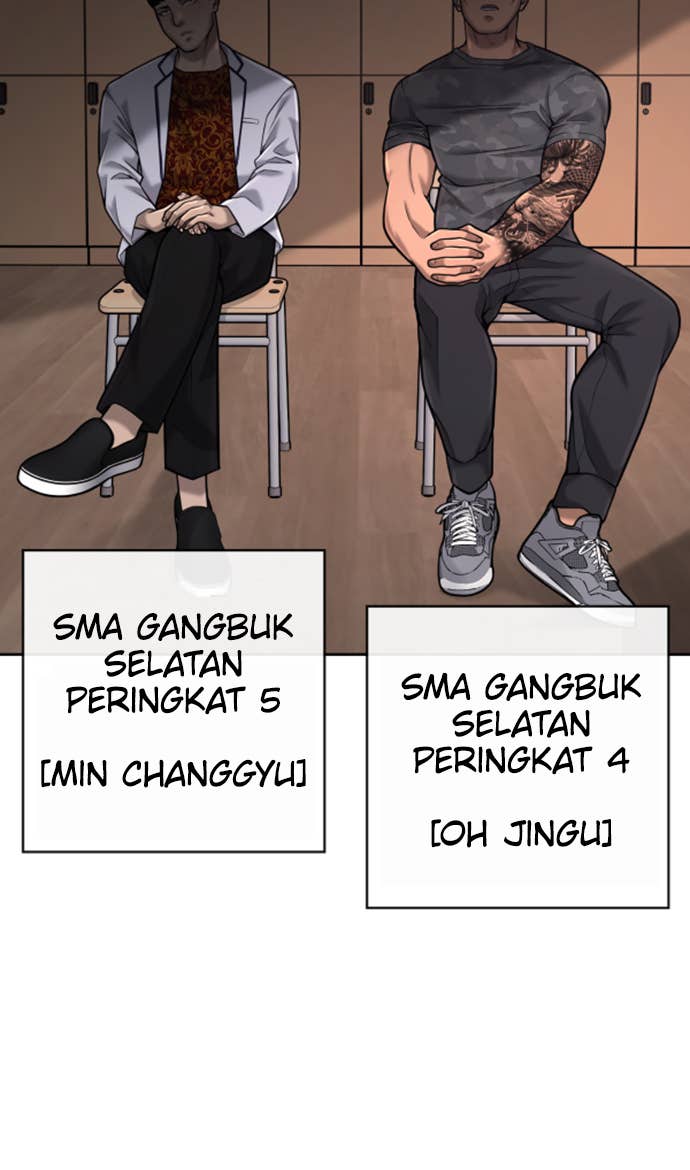 SMA GANGBUK
SELATAN
PERINGKAT 5
[MIN CHANGGYU]
SMA GANGBUK
SELATAN
PERINGKAT 4
[OH JINGU]